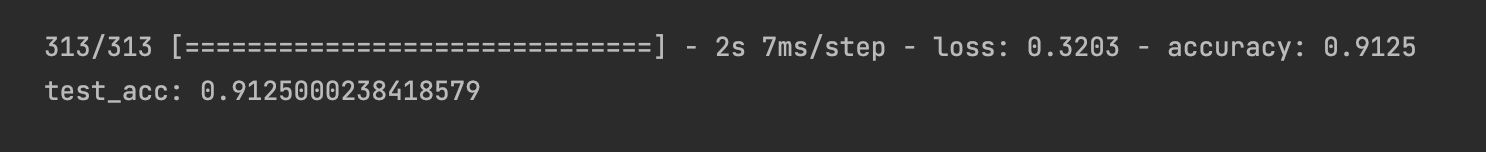 313/313 [==============================] - 2s 7ms/step - loss: 0.3203 - accuracy: 0.9125
test_acc: 0.9125000238418579